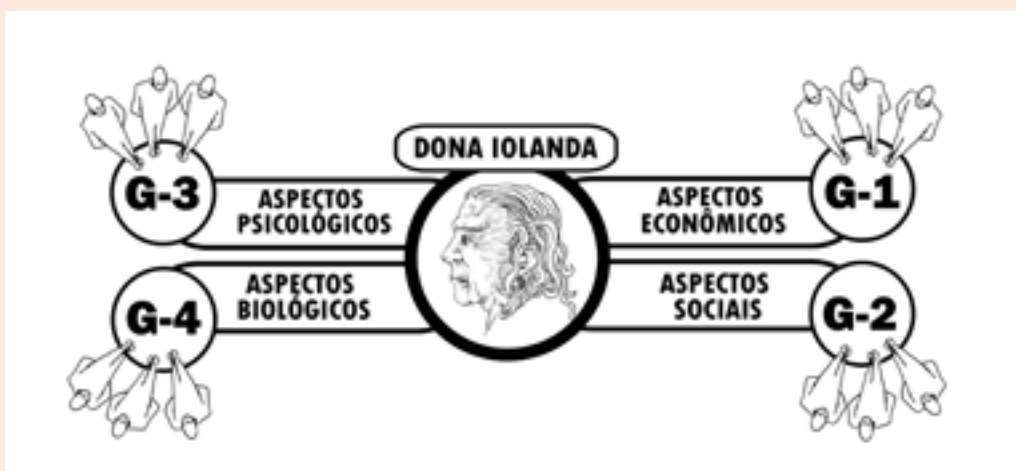 DONA IOLANDA
G-3
ASPECTOS
PSICOLÓGICOS
ASPECTOS
ECONÔMICOS
G-1
G-4
ASPECTOS
BIOLÓGICOS
ASPECTOS
SOCIAIS
G-2